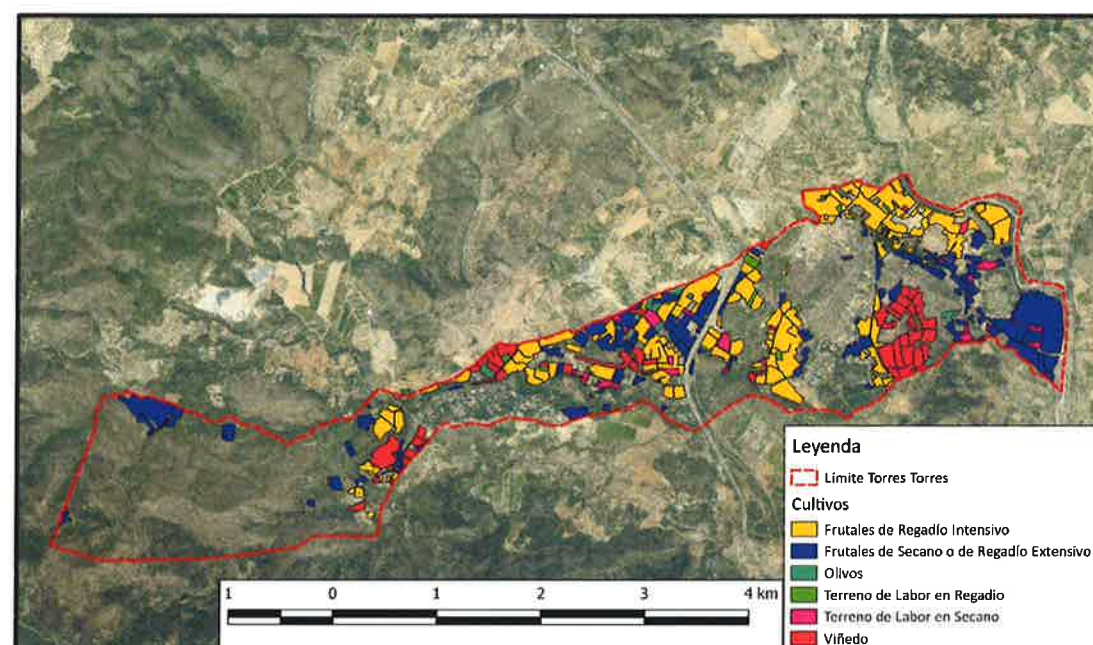 Leyenda
Límite Torres Torres
Cultivos
Frutales de Regadío Intensivo
Frutales de Secano o de Regadío Extensivo
Olivos
Terreno de Labor en Regadio
Terreno de Labor en Secano
Viñedo
1 0 1 2 3 4 km